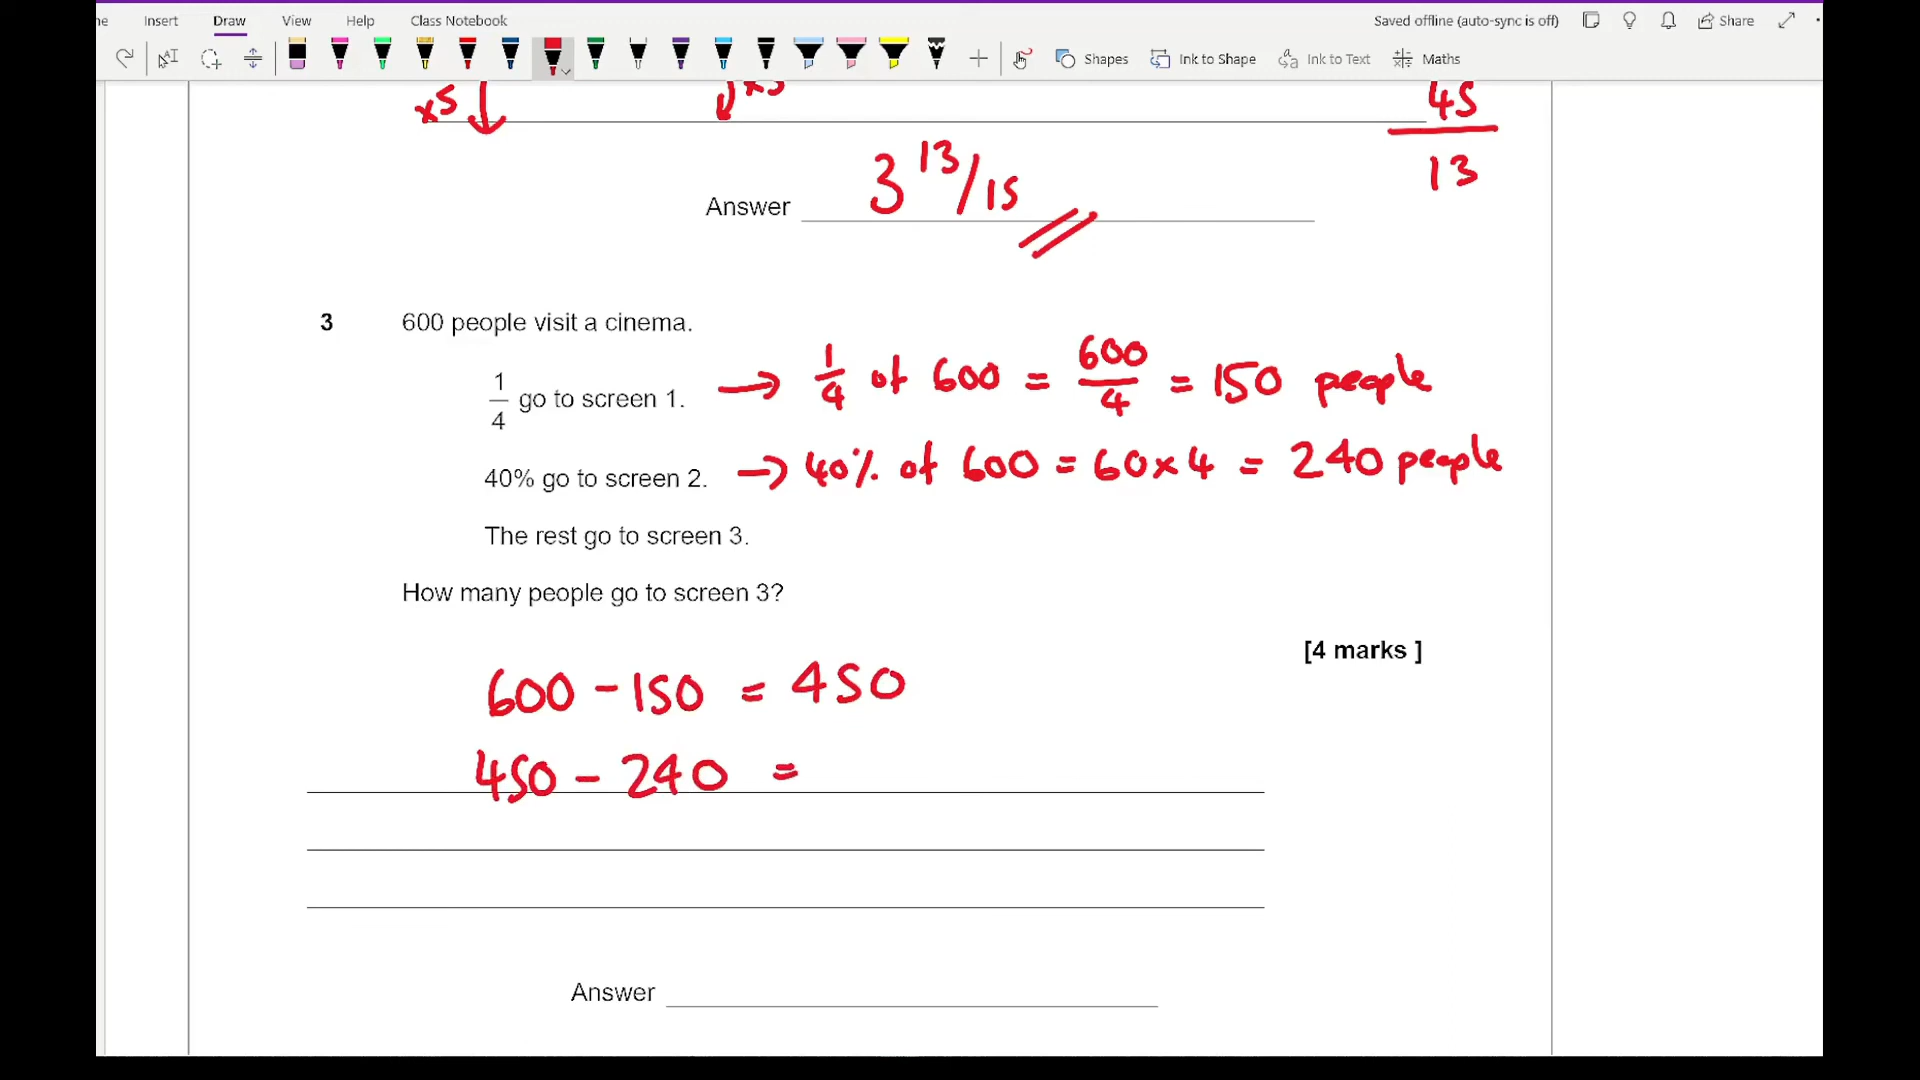 Insert Draw View Help Class Notebook Saved offline (auto-sync is off) Share
Shapes Ink to Shape Ink to Text Maths
x5 x5 45
13
3 13/15
Answer
3 600 people visit a cinema.
1/4 go to screen 1. → 1/4 of 600 = 600/4 = 150 people
40% go to screen 2. → 40% of 600 = 60 x 4 = 240 people
The rest go to screen 3.
How many people go to screen 3?
[4 marks ]
600 - 150 = 450
450 - 240 =
Answer